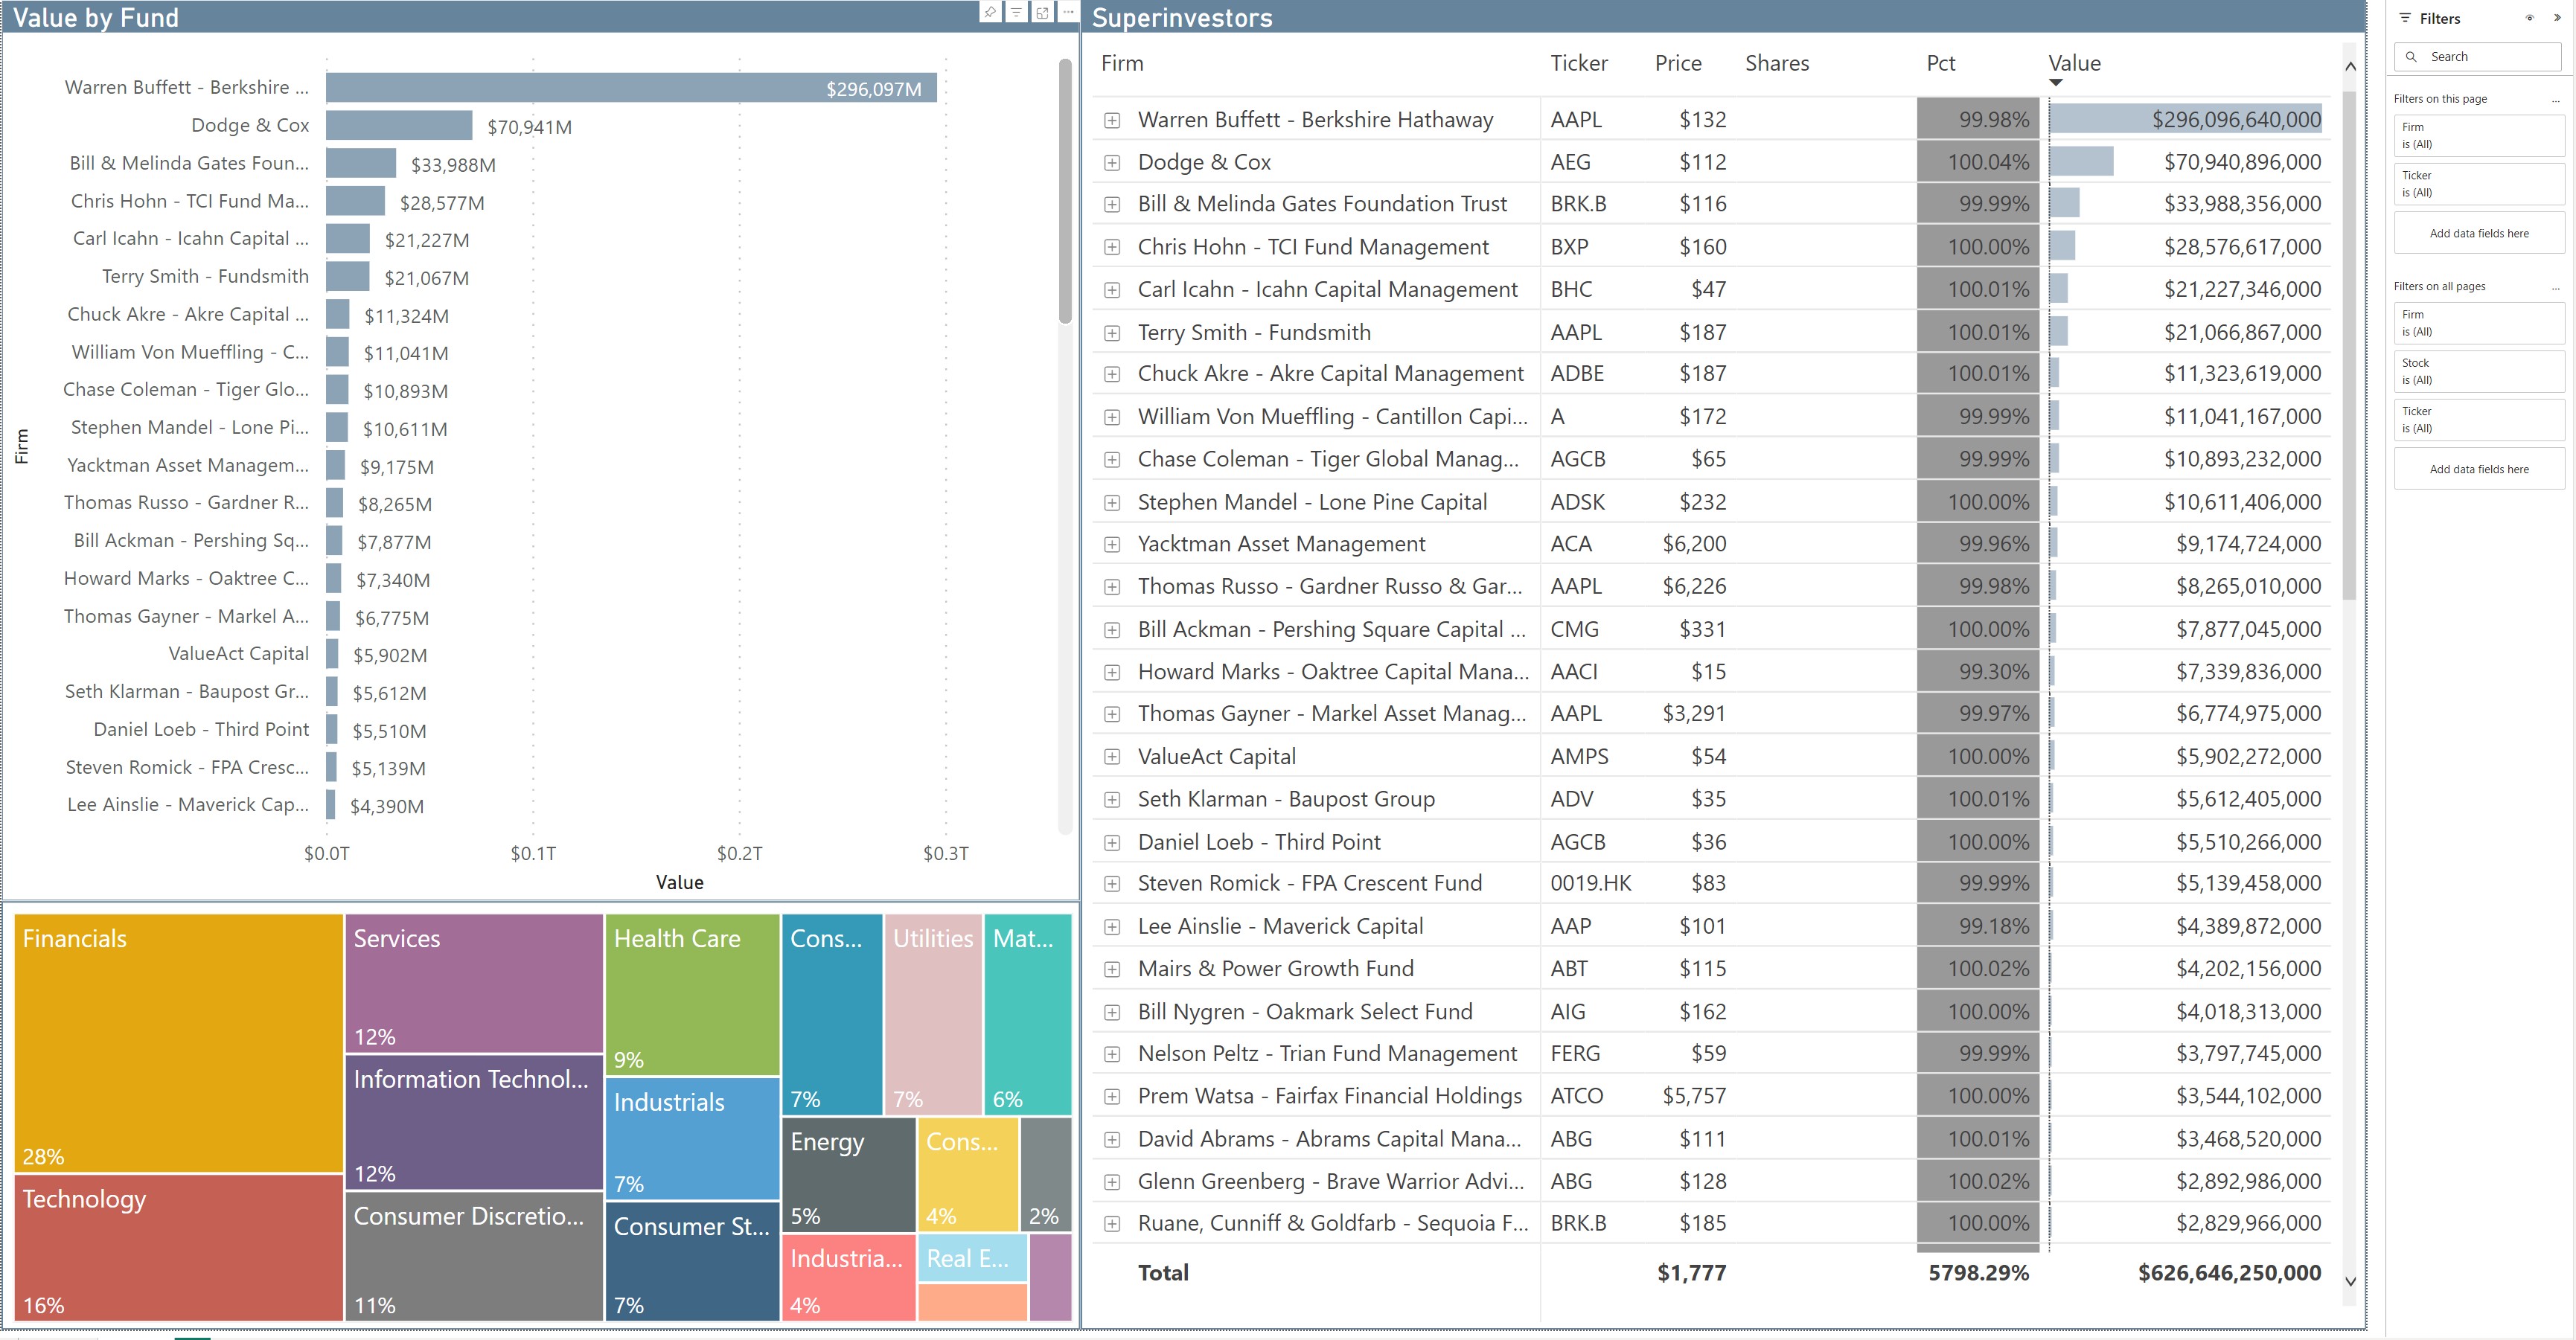 Value by Fund
Firm
Warren Buffett - Berkshire ... $296,097M
Dodge & Cox $70,941M
Bill & Melinda Gates Foun... $33,988M
Chris Hohn - TCI Fund Ma... $28,577M
Carl Icahn - Icahn Capital ... $21,227M
Terry Smith - Fundsmith $21,067M
Chuck Akre - Akre Capital ... $11,324M
William Von Mueffling - C... $11,041M
Chase Coleman - Tiger Glo... $10,893M
Stephen Mandel - Lone Pi... $10,611M
Yacktman Asset Managem... $9,175M
Thomas Russo - Gardner R... $8,265M
Bill Ackman - Pershing Sq... $7,877M
Howard Marks - Oaktree C... $7,340M
Thomas Gayner - Markel A... $6,775M
ValueAct Capital $5,902M
Seth Klarman - Baupost Gr... $5,612M
Daniel Loeb - Third Point $5,510M
Steven Romick - FPA Cresc... $5,139M
Lee Ainslie - Maverick Cap... $4,390M
$0.0T $0.1T $0.2T $0.3T
Value
Financials
28%
Technology
16%
Services
12%
Information Technol...
12%
Consumer Discretio...
11%
Health Care
9%
Industrials
7%
Consumer St...
7%
Cons...
7%
Utilities
7%
Mat...
6%
Energy
5%
Cons...
4%
2%
Industria...
4%
Real E...
Superinvestors
Firm Ticker Price Shares Pct Value
Warren Buffett - Berkshire Hathaway AAPL $132 99.98% $296,096,640,000
Dodge & Cox AEG $112 100.04% $70,940,896,000
Bill & Melinda Gates Foundation Trust BRK.B $116 99.99% $33,988,356,000
Chris Hohn - TCI Fund Management BXP $160 100.00% $28,576,617,000
Carl Icahn - Icahn Capital Management BHC $47 100.01% $21,227,346,000
Terry Smith - Fundsmith AAPL $187 100.01% $21,066,867,000
Chuck Akre - Akre Capital Management ADBE $187 100.01% $11,323,619,000
William Von Mueffling - Cantillon Capi... A $172 99.99% $11,041,167,000
Chase Coleman - Tiger Global Manag... AGCB $65 99.99% $10,893,232,000
Stephen Mandel - Lone Pine Capital ADSK $232 100.00% $10,611,406,000
Yacktman Asset Management ACA $6,200 99.96% $9,174,724,000
Thomas Russo - Gardner Russo & Gar... AAPL $6,226 99.98% $8,265,010,000
Bill Ackman - Pershing Square Capital ... CMG $331 100.00% $7,877,045,000
Howard Marks - Oaktree Capital Mana... AACI $15 99.30% $7,339,836,000
Thomas Gayner - Markel Asset Manag... AAPL $3,291 99.97% $6,774,975,000
ValueAct Capital AMPS $54 100.00% $5,902,272,000
Seth Klarman - Baupost Group ADV $35 100.01% $5,612,405,000
Daniel Loeb - Third Point AGCB $36 100.00% $5,510,266,000
Steven Romick - FPA Crescent Fund 0019.HK $83 99.99% $5,139,458,000
Lee Ainslie - Maverick Capital AAP $101 99.18% $4,389,872,000
Mairs & Power Growth Fund ABT $115 100.02% $4,202,156,000
Bill Nygren - Oakmark Select Fund AIG $162 100.00% $4,018,313,000
Nelson Peltz - Trian Fund Management FERG $59 99.99% $3,797,745,000
Prem Watsa - Fairfax Financial Holdings ATCO $5,757 100.00% $3,544,102,000
David Abrams - Abrams Capital Mana... ABG $111 100.01% $3,468,520,000
Glenn Greenberg - Brave Warrior Advi... ABG $128 100.02% $2,892,986,000
Ruane, Cunniff & Goldfarb - Sequoia F... BRK.B $185 100.00% $2,829,966,000
Total $1,777 5798.29% $626,646,250,000
Filters
Search
Filters on this page ...
Firm
is (All)
Ticker
is (All)
Add data fields here
Filters on all pages ...
Firm
is (All)
Stock
is (All)
Ticker
is (All)
Add data fields here